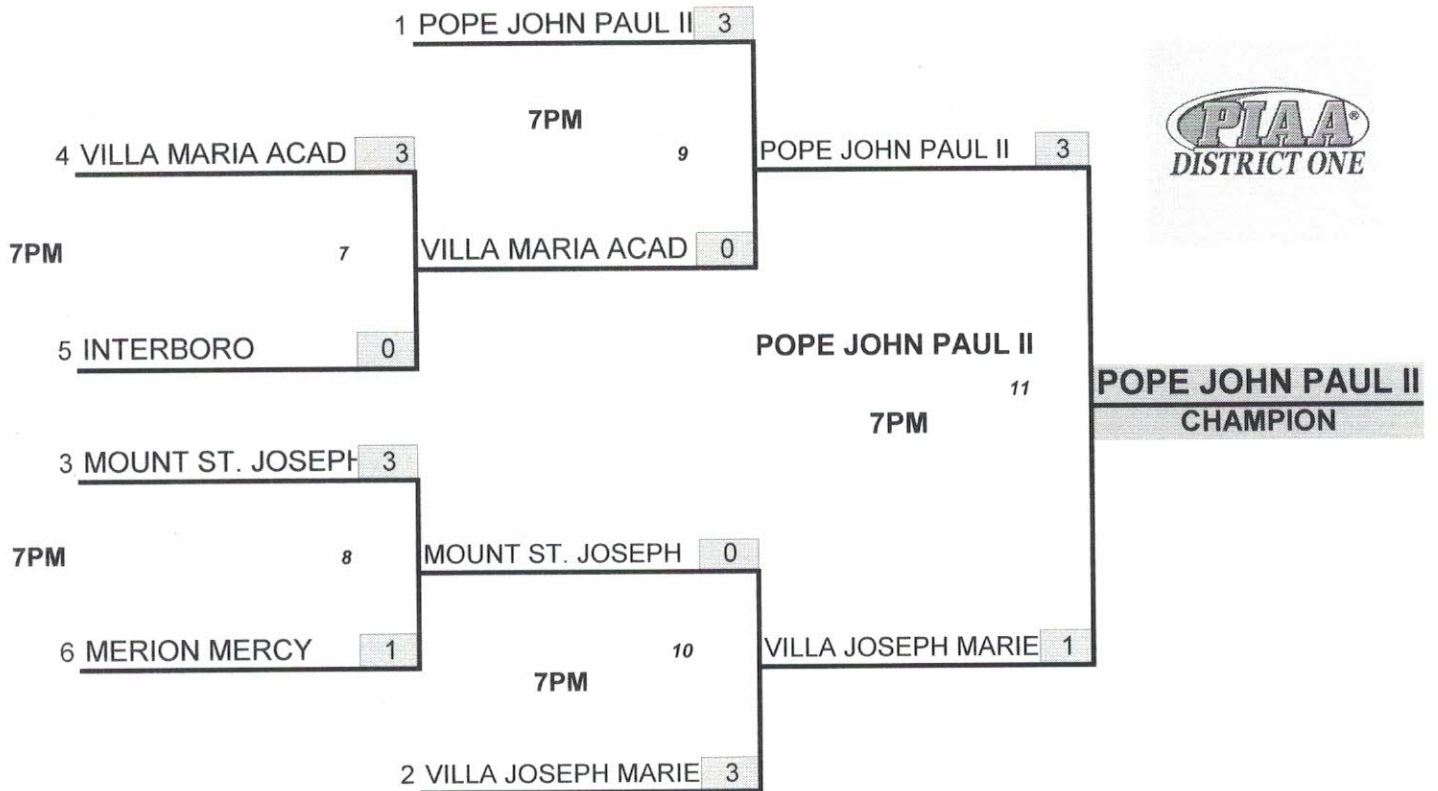 1 POPE JOHN PAUL II 3
PIAA®
DISTRICT ONE
7PM
4 VILLA MARIA ACAD 3
9
POPE JOHN PAUL II 3
7PM
7
VILLA MARIA ACAD 0
5 INTERBORO 0
POPE JOHN PAUL II
11
7PM
POPE JOHN PAUL II
CHAMPION
3 MOUNT ST. JOSEPH 3
7PM
8
MOUNT ST. JOSEPH 0
6 MERION MERCY 1
10
7PM
VILLA JOSEPH MARIE 1
2 VILLA JOSEPH MARIE 3